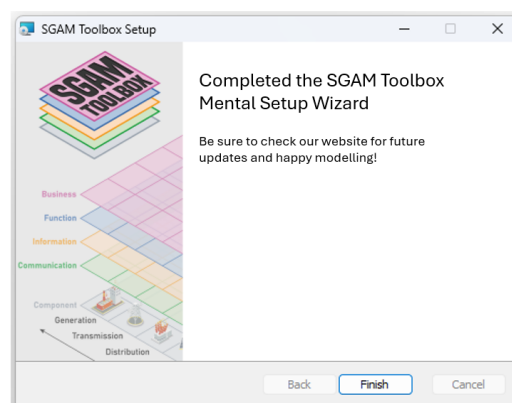 SGAM Toolbox Setup
SGAM
TOOLBOX
Completed the SGAM Toolbox
Mental Setup Wizard
Be sure to check our website for future
updates and happy modelling!
Business
Function
Information
Communication
Component
Generation
Transmission
Distribution
Back
Finish
Cancel